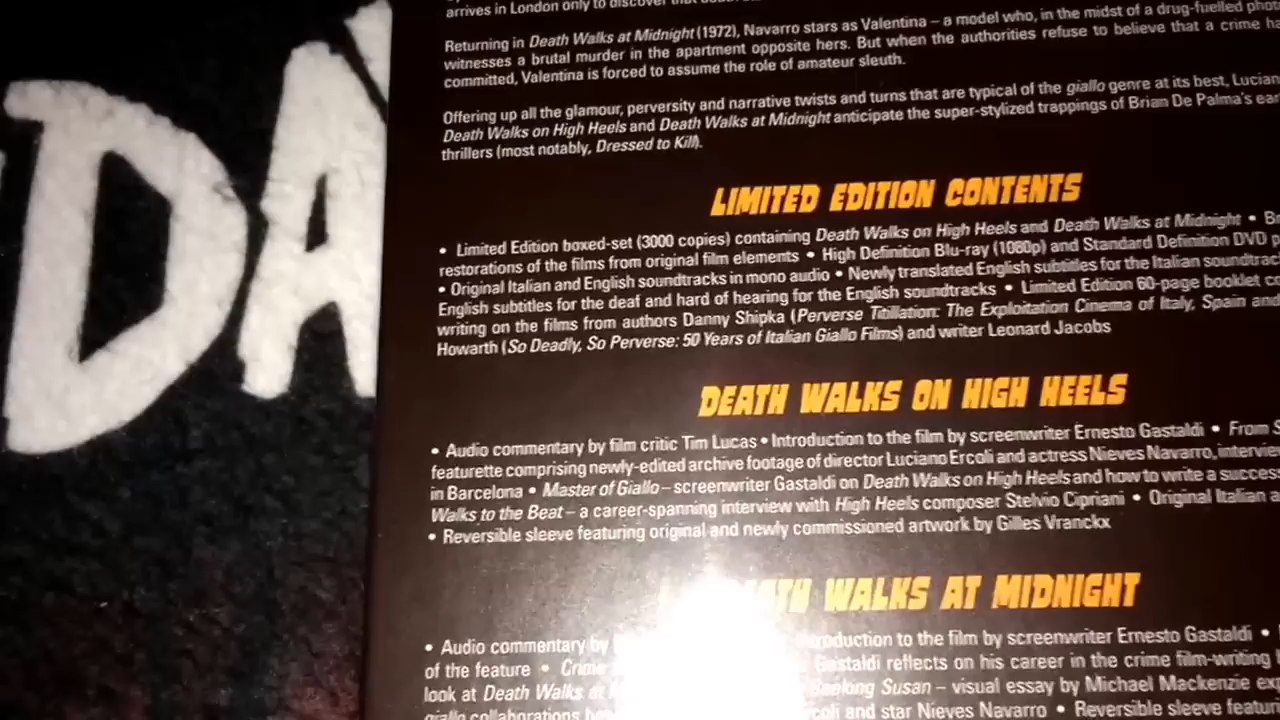 DA
arrives in London only to discover that
Returning in Death Walks at Midnight (1972), Navarro stars as Valentina – a model who, in the midst of a drug-fuelled
witnesses a brutal murder in the apartment opposite hers. But when the authorities refuse to believe that a crime
committed, Valentina is forced to assume the role of amateur sleuth.
Offering up all the glamour, perversity and narrative twists and turns that are typical of the giallo genre at its best,
Death Walks on High Heels and Death Walks at Midnight anticipate the super-stylized trappings of Brian De Palma's
thrillers (most notably, Dressed to Kill).
LIMITED EDITION CONTENTS
• Limited Edition boxed-set (3000 copies) containing Death Walks on High Heels and Death Walks at Midnight •
restorations of the films from original film elements • High Definition Blu-ray (1080p) and Standard Definition DVD
• Original Italian and English soundtracks in mono audio • Newly translated English subtitles for the Italian
English subtitles for the deaf and hard of hearing for the English soundtracks • Limited Edition 60-page booklet
writing on the films from authors Danny Shipka (Perverse Titillation: The Exploitation Cinema of Italy, Spain and
Howarth (So Deadly, So Perverse: 50 Years of Italian Giallo Films) and writer Leonard Jacobs
DEATH WALKS ON HIGH HEELS
• Audio commentary by film critic Tim Lucas • Introduction to the film by screenwriter Ernesto Gastaldi • From
featurette comprising newly-edited archive footage of director Luciano Ercoli and actress Nieves Navarro,
in Barcelona • Master of Giallo – screenwriter Gastaldi on Death Walks on High Heels and how to write a
Walks to the Beat – a career-spanning interview with High Heels composer Stelvio Cipriani • Original Italian
• Reversible sleeve featuring original and newly commissioned artwork by Gilles Vranckx
WALKS AT MIDNIGHT
• Audio commentary by to the film by screenwriter Ernesto Gastaldi •
of the feature • Crime Gastaldi reflects on his career in the crime film-writing
look at Death Walks at Susan – visual essay by Michael Mackenzie
giallo collaborations and star Nieves Navarro • Reversible sleeve